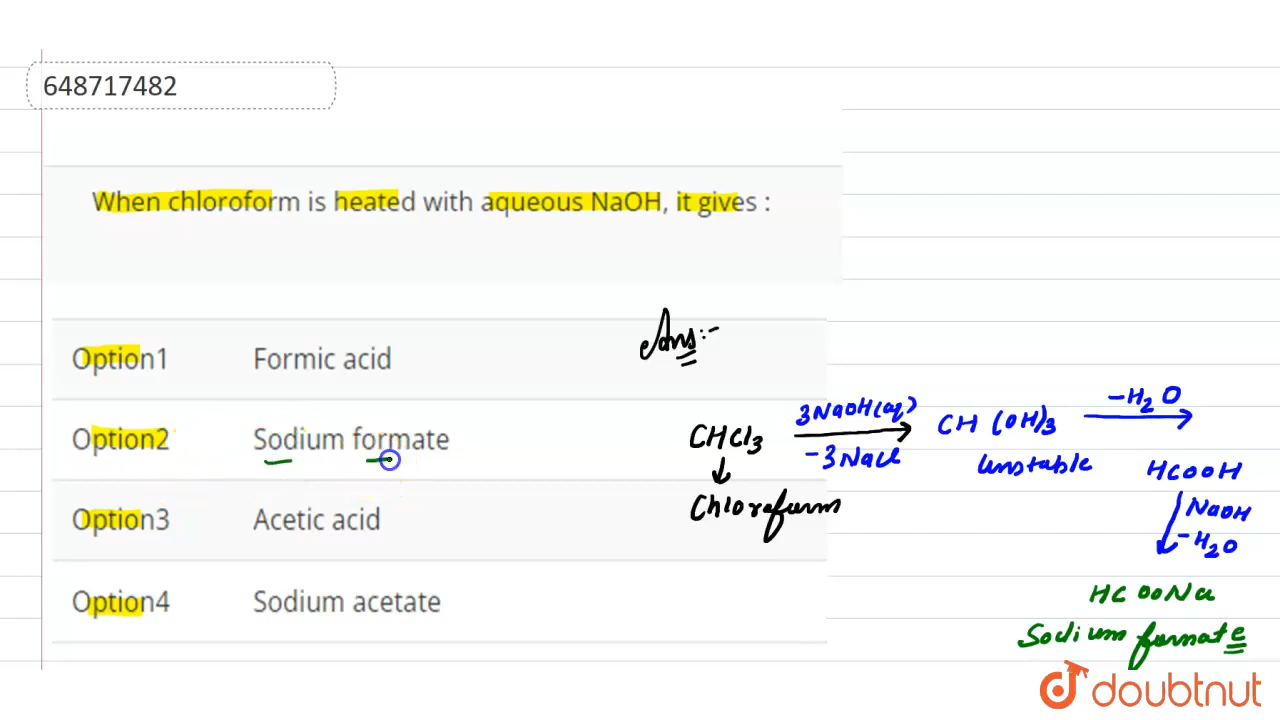 648717482
When chloroform is heated with aqueous NaOH, it gives :
Option1 Formic acid
Option2 Sodium formate
Option3 Acetic acid
Option4 Sodium acetate
Ans:-
CHCl3 3NaOH(aq) -3NaCl CH (OH)3 -H2O
Unstable HCOOH
Chloroform NaOH
-H2O
HCOONa
Sodium formate
doubtnut